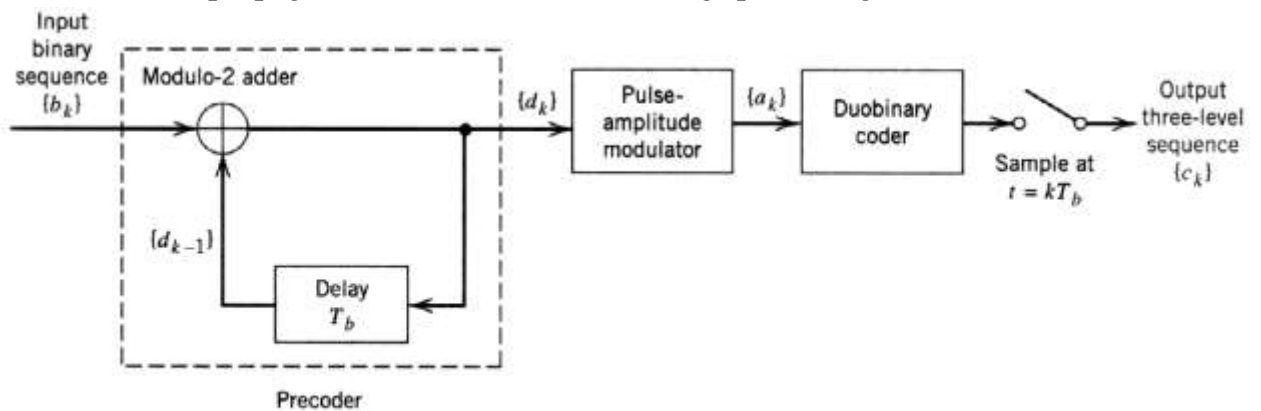 Input
binary
sequence
{b_k}
Modulo-2 adder
{d_k}
Pulse-
amplitude
modulator
{a_k}
Duobinary
coder
Output
three-level
sequence
{c_k}
Sample at
t = kT_b
{d_{k-1}}
Delay
T_b
Precoder